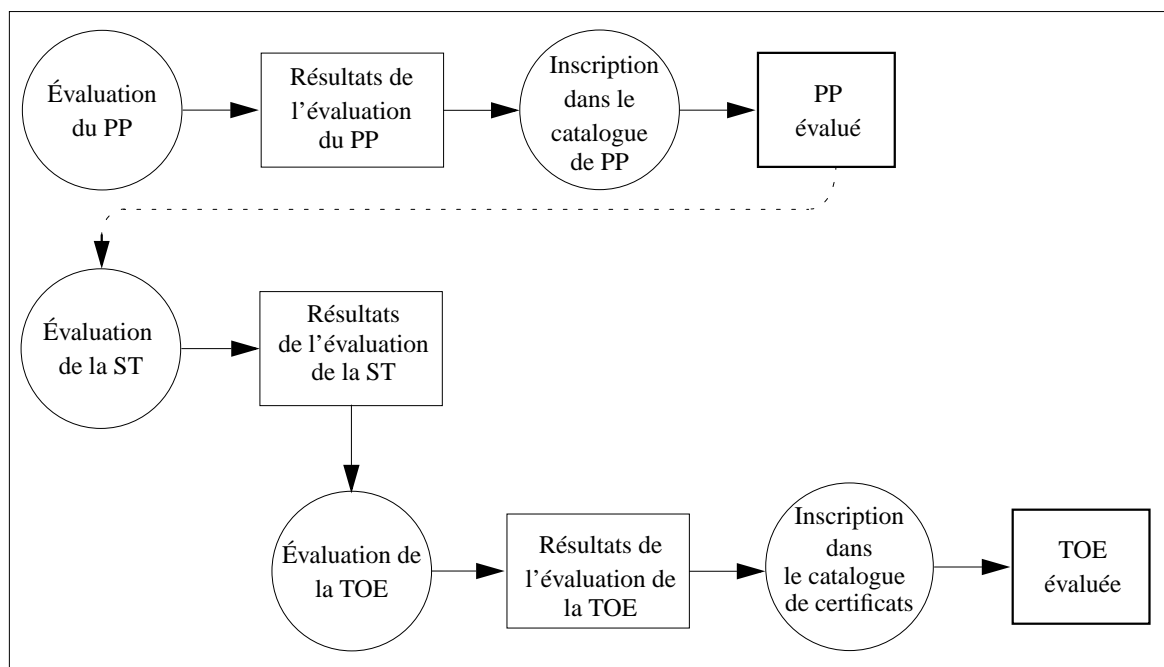 Évaluation
du PP
Résultats de
l’évaluation
du PP
Inscription
dans le
catalogue
de PP
PP
évalué
Évaluation
de la ST
Résultats
de l’évaluation
de la ST
Évaluation de
la TOE
Résultats de
l’évaluation de
la TOE
Inscription
dans
le catalogue
de certificats
TOE
évaluée